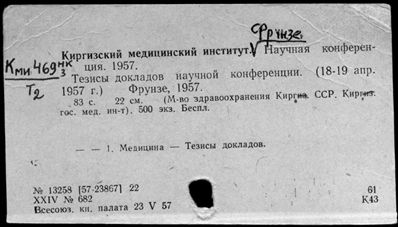 Фрунзе.
Киргизский медицинский институт. Научная конферен-
Кми469 нк/3 ция. 1957.
Тезисы докладов научной конференции. (18-19 апр.
Т2 1957 г.) Фрунзе, 1957.
83 с. 22 см. (М-во здравоохранения Киргиз. ССР. Киргиз.
гос. мед. ин-т). 500 экз. Беспл.
— — 1. Медицина — Тезисы докладов.
№ 13258 [57-23867] 22 61
XXIV № 682 К43
Всесоюз. кн. палата 23 V 57